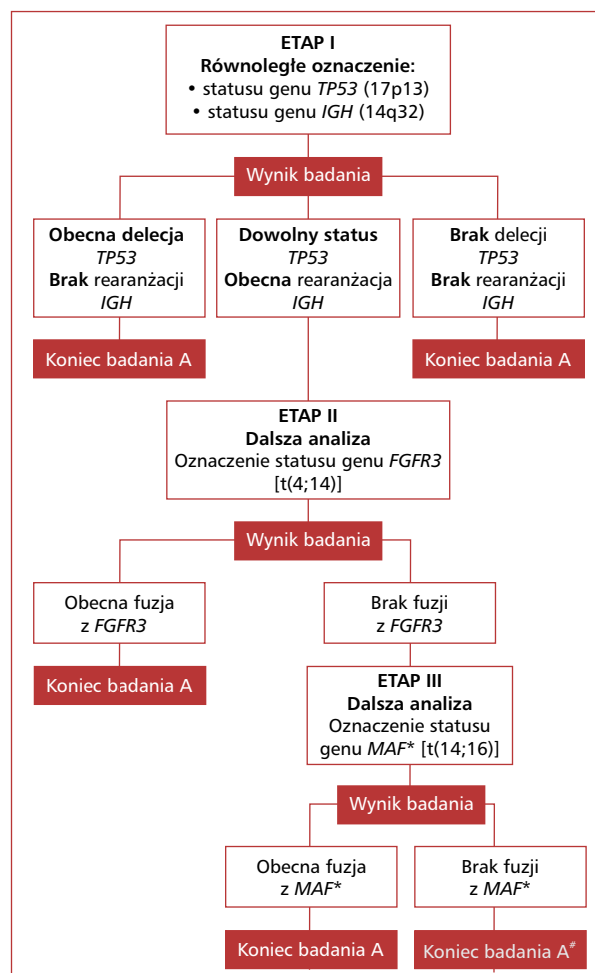 ETAP I
Równoległe oznaczenie:
• statusu genu TP53 (17p13)
• statusu genu IGH (14q32)
Wynik badania
Obecna delecja
TP53
Brak rearanżacji
IGH
Dowolny status
TP53
Obecna rearanżacja
IGH
Brak delecji
TP53
Brak rearanżacji
IGH
Koniec badania A
Koniec badania A
ETAP II
Dalsza analiza
Oznaczenie statusu genu FGFR3
[t(4;14)]
Wynik badania
Obecna fuzja
z FGFR3
Brak fuzji
z FGFR3
Koniec badania A
ETAP III
Dalsza analiza
Oznaczenie statusu
genu MAF* [t(14;16)]
Wynik badania
Obecna fuzja
z MAF*
Brak fuzji
z MAF*
Koniec badania A
Koniec badania A#